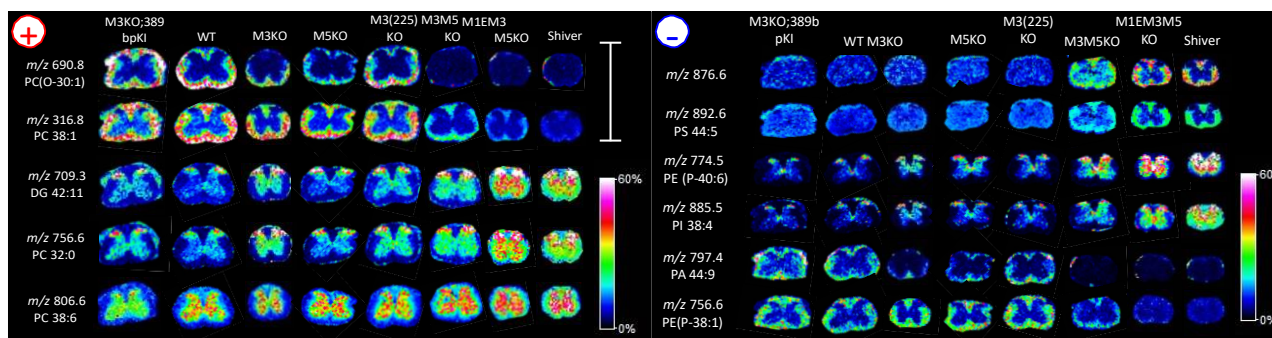 +
M3KO;389
bpKI
WT
M3KO
M5KO
M3(225) M3M5 M1EM3
KO KO M5KO
Shiver
m/z 690.8
PC(O-30:1)
m/z 316.8
PC 38:1
m/z 709.3
DG 42:11
m/z 756.6
PC 32:0
m/z 806.6
PC 38:6
60%
0%
-
M3KO;389b
pKI
WT M3KO
M5KO
M3(225)
KO
M3M5KO
M1EM3M5
KO
Shiver
m/z 876.6
m/z 892.6
PS 44:5
m/z 774.5
PE (P-40:6)
m/z 885.5
PI 38:4
m/z 797.4
PA 44:9
m/z 756.6
PE(P-38:1)
0%